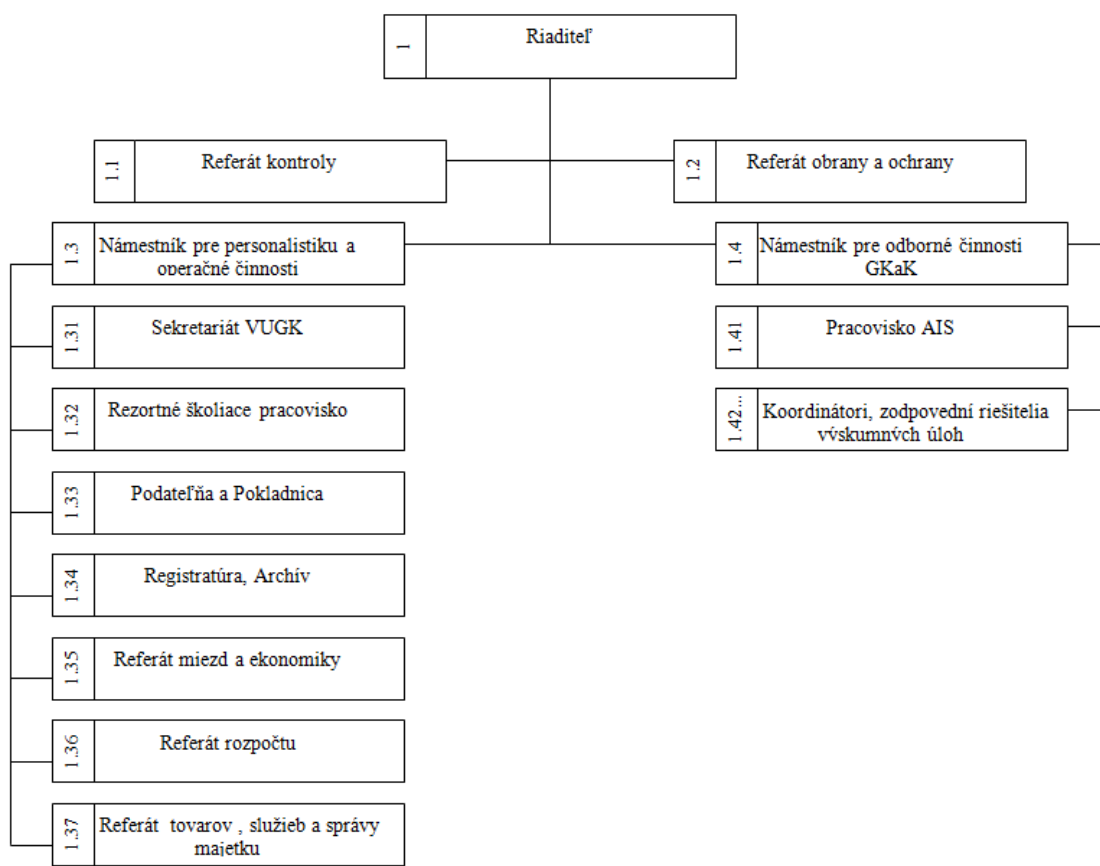 1
Riaditeľ
1.1
Referát kontroly
1.2
Referát obrany a ochrany
1.3
Námestník pre personalistiku a
operačné činnosti
1.4
Námestník pre odborné činnosti
GKaK
1.31
Sekretariát VUGK
1.41
Pracovisko AIS
1.32
Rezortné školiace pracovisko
1.42...
Koordinátori, zodpovední riešitelia
výskumných úloh
1.33
Podateľňa a Pokladnica
1.34
Registratúra, Archív
1.35
Referát miezd a ekonomiky
1.36
Referát rozpočtu
1.37
Referát tovarov , služieb a správy
majetku